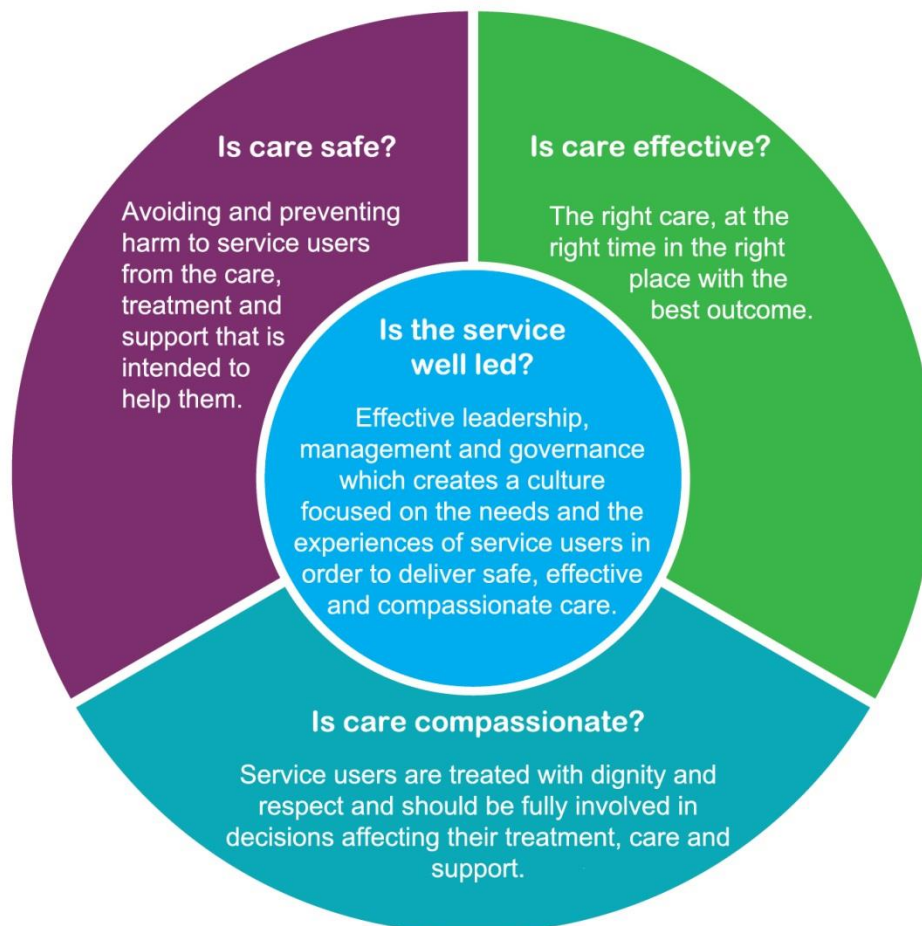 Is care safe?
Avoiding and preventing
harm to service users
from the care,
treatment and
support that is
intended to
help them.
Is care effective?
The right care, at the
right time in the right
place with the
best outcome.
Is the service
well led?
Effective leadership,
management and governance
which creates a culture
focused on the needs and the
experiences of service users in
order to deliver safe, effective
and compassionate care.
Is care compassionate?
Service users are treated with dignity and
respect and should be fully involved in
decisions affecting their treatment, care and
support.